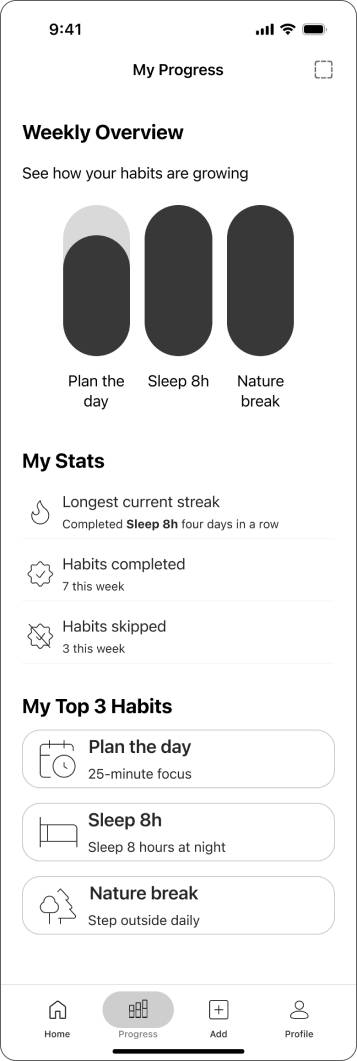 9:41
My Progress
Weekly Overview
See how your habits are growing
Plan the
day
Sleep 8h
Nature
break
My Stats
Longest current streak
Completed Sleep 8h four days in a row
Habits completed
7 this week
Habits skipped
3 this week
My Top 3 Habits
Plan the day
25-minute focus
Sleep 8h
Sleep 8 hours at night
Nature break
Step outside daily
Home
Progress
Add
Profile